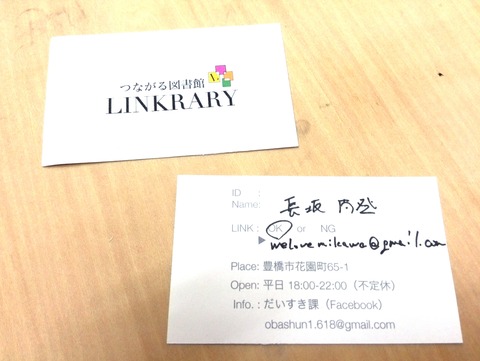 つながる図書館
L
LINKRARY
ID :
Name: 長坂
LINK : OK or NG
welovemikawa@gmail.com
Place: 豊橋市花園町65-1
Open: 平日 18:00-22:00（不定休）
Info. : だいすき課（Facebook）
obashun1.618@gmail.com